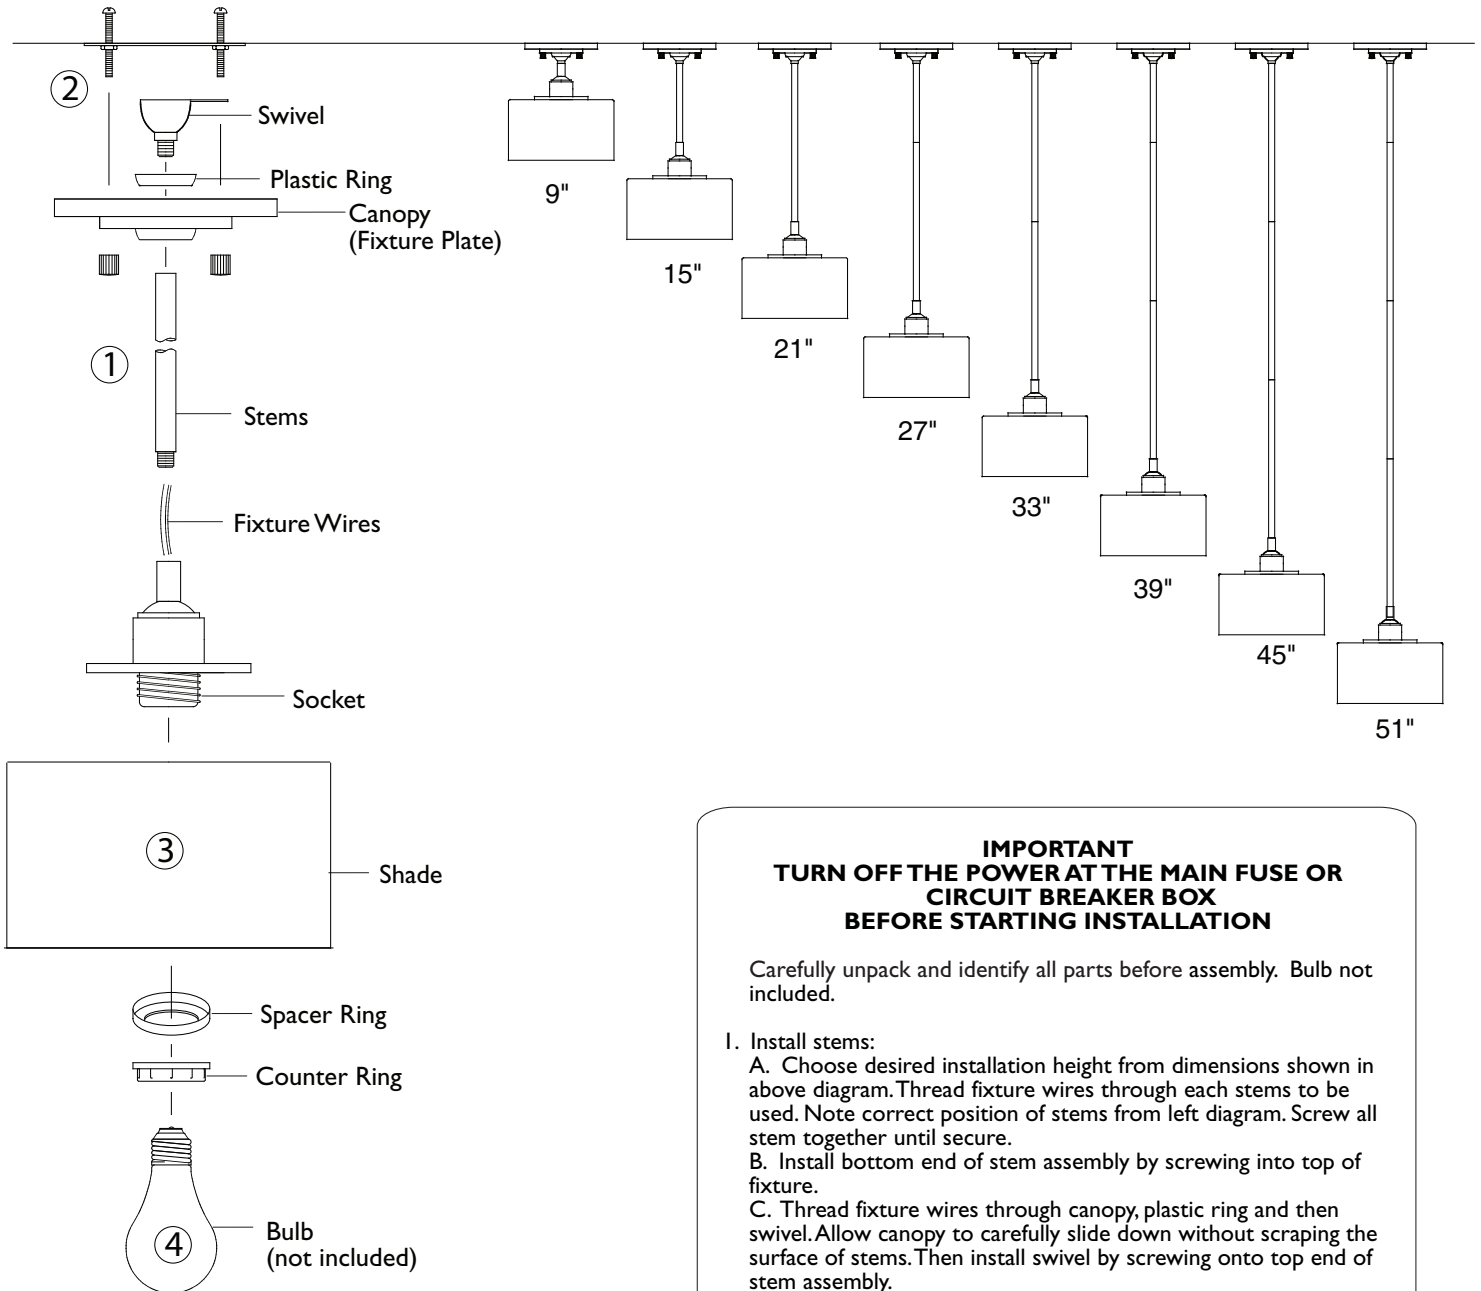 ②
Swivel
Plastic Ring
Canopy
(Fixture Plate)
①
Stems
Fixture Wires
Socket
③
Shade
Spacer Ring
Counter Ring
④
Bulb
(not included)
9"
15"
21"
27"
33"
39"
45"
51"
IMPORTANT
TURN OFF THE POWER AT THE MAIN FUSE OR
CIRCUIT BREAKER BOX
BEFORE STARTING INSTALLATION
Carefully unpack and identify all parts before assembly. Bulb not
included.
1. Install stems:
A. Choose desired installation height from dimensions shown in
above diagram. Thread fixture wires through each stems to be
used. Note correct position of stems from left diagram. Screw all
stem together until secure.
B. Install bottom end of stem assembly by screwing into top of
fixture.
C. Thread fixture wires through canopy, plastic ring and then
swivel. Allow canopy to carefully slide down without scraping the
surface of stems. Then install swivel by screwing onto top end of
stem assembly.